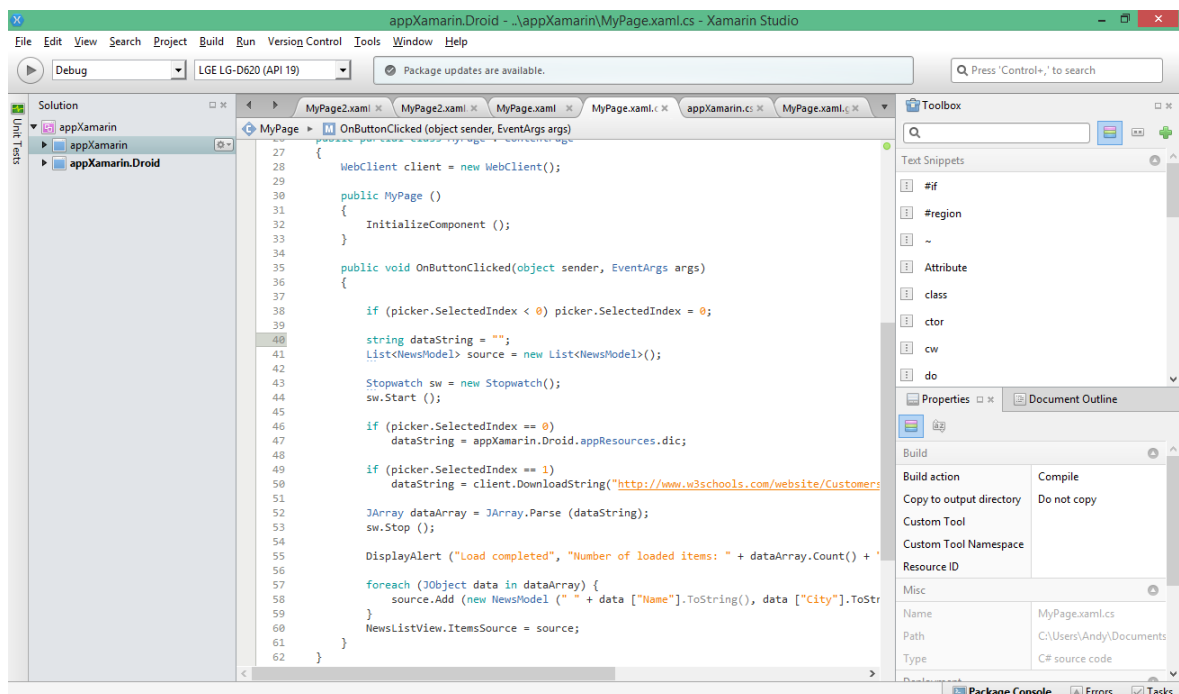 appXamarin.Droid - ..\appXamarin\MyPage.xaml.cs - Xamarin Studio
File Edit View Search Project Build Run Version Control Tools Window Help
Debug LGE LG-D620 (API 19) Package updates are available. Press 'Control+,' to search
Unit Tests
Solution
appXamarin
appXamarin
appXamarin.Droid
MyPage2.xaml MyPage2.xaml MyPage.xaml MyPage.xaml.c appXamarin.cs MyPage.xaml.g
MyPage OnButtonClicked (object sender, EventArgs args)
26 public partial class MyPage : ContentPage
27 {
28 WebClient client = new WebClient();
29
30 public MyPage ()
31 {
32 InitializeComponent ();
33 }
34
35 public void OnButtonClicked(object sender, EventArgs args)
36 {
37
38 if (picker.SelectedIndex < 0) picker.SelectedIndex = 0;
39
40 string dataString = "";
41 List<NewsModel> source = new List<NewsModel>();
42
43 Stopwatch sw = new Stopwatch();
44 sw.Start ();
45
46 if (picker.SelectedIndex == 0)
47 dataString = appXamarin.Droid.appResources.dic;
48
49 if (picker.SelectedIndex == 1)
50 dataString = client.DownloadString("http://www.w3schools.com/website/Customers
51
52 JArray dataArray = JArray.Parse (dataString);
53 sw.Stop ();
54
55 DisplayAlert ("Load completed", "Number of loaded items: " + dataArray.Count() + "
56
57 foreach (JObject data in dataArray) {
58 source.Add (new NewsModel (" " + data ["Name"].ToString(), data ["City"].ToStr
59 }
60 NewsListView.ItemsSource = source;
61 }
62 }
Toolbox
Text Snippets
#if
#region
~
Attribute
class
ctor
cw
do
Properties Document Outline
Build
Build action Compile
Copy to output directory Do not copy
Custom Tool
Custom Tool Namespace
Resource ID
Misc
Name MyPage.xaml.cs
Path C:\Users\Andy\Documents
Type C# source code
Deployment
Package Console Errors Tasks